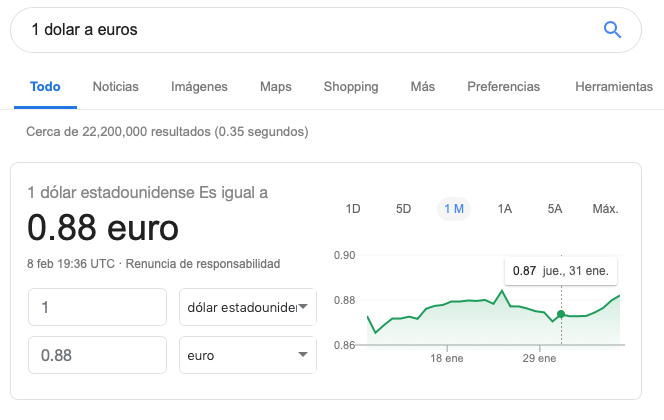 1 dolar a euros
Todo Noticias Imágenes Maps Shopping Más Preferencias Herramientas
Cerca de 22,200,000 resultados (0.35 segundos)
1 dólar estadounidense Es igual a
0.88 euro
8 feb 19:36 UTC · Renuncia de responsabilidad
1 dólar estadounider
0.88 euro
1D 5D 1 M 1A 5A Máx.
0.90
0.87 jue., 31 ene.
0.88
0.86
18 ene 29 ene